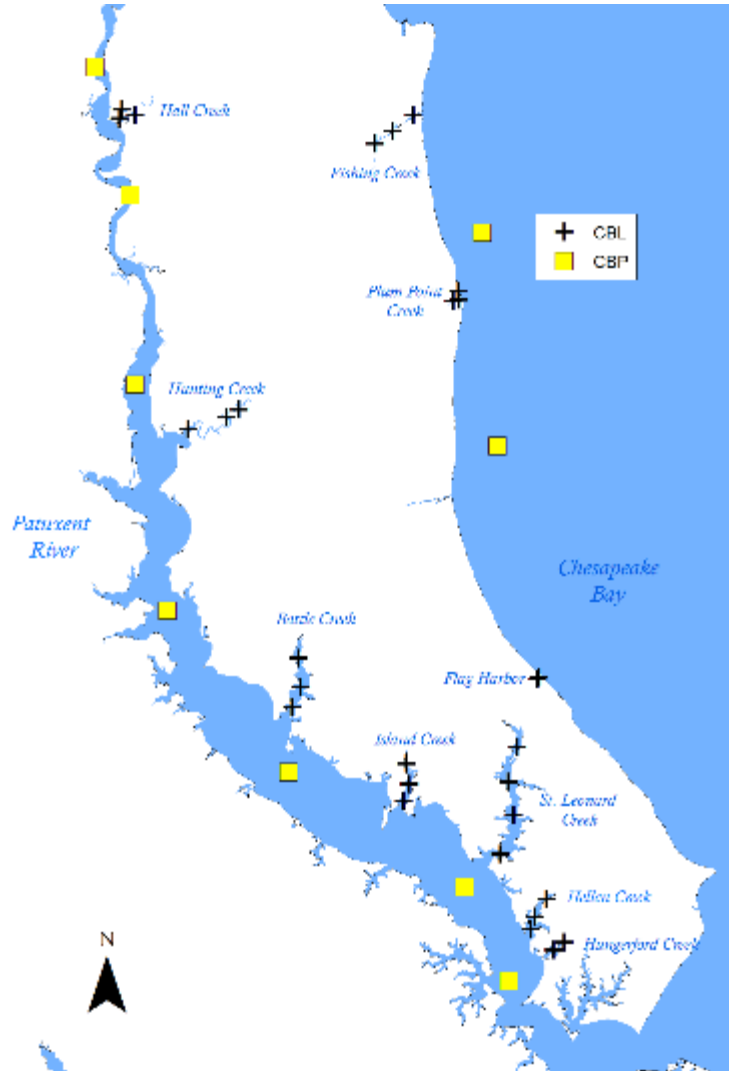 Hall Creek
Fishing Creek
CBL
CBP
Plum Point
Creek
Hunting Creek
Patuxent
River
Chesapeake
Bay
Battle Creek
Flag Harbor
Island Creek
St. Leonard
Creek
Hellen Creek
Hungerford Creek
N